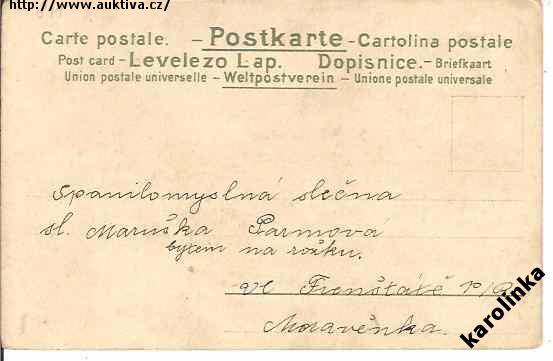 http://www.auktiva.cz/
Carte postale. – Postkarte – Cartolina postale
Post card – Levelezo Lap. Dopisnice. – Briefkaart
Union postale universelle – Weltpostverein – Unione postale universale
Spanilomyslná slečna
sl. Maruška Parmová
bytem na rožku.
ve Frenštátě p/R
Moravěnka.
karolinka